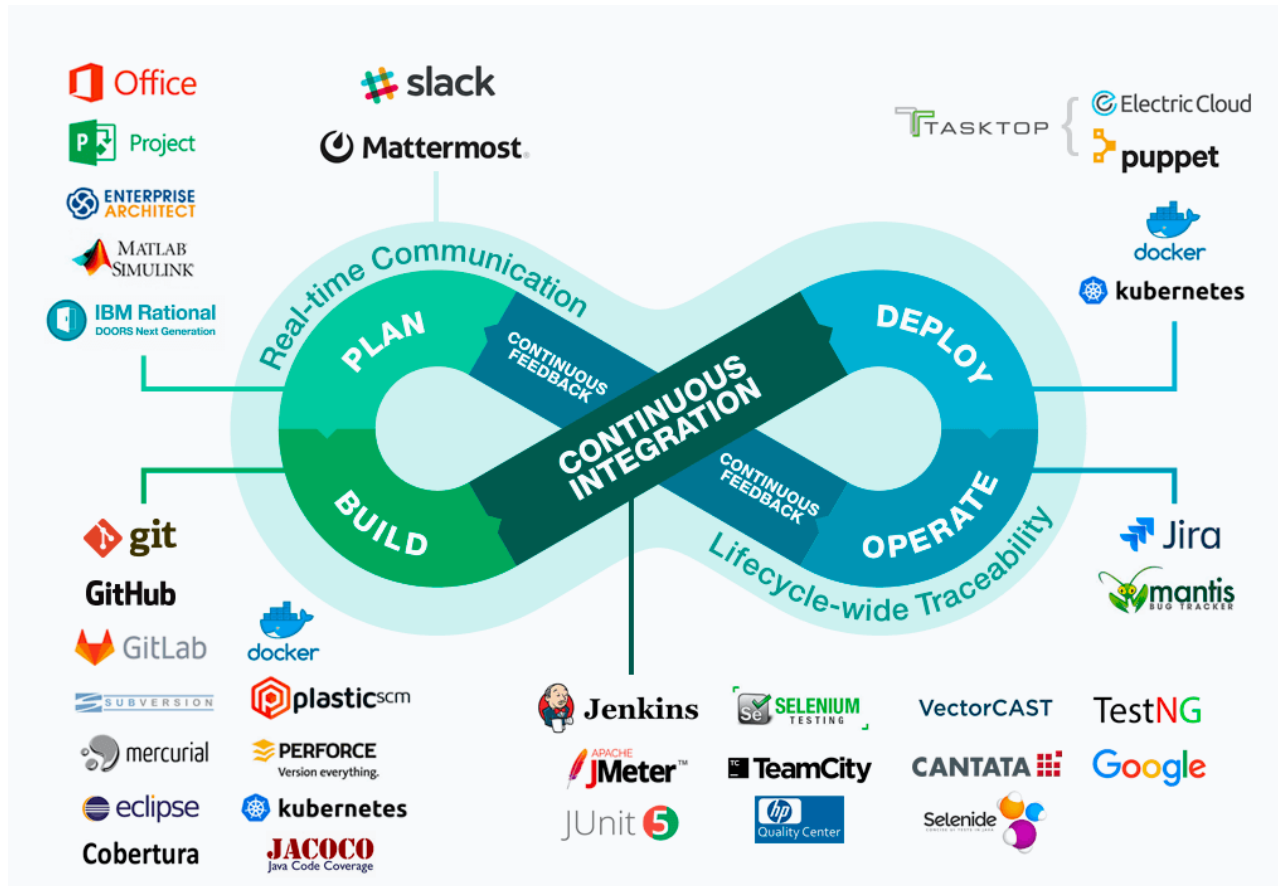 Office
Project
ENTERPRISE
ARCHITECT
MATLAB
SIMULINK
IBM Rational
DOORS Next Generation
slack
Mattermost.
TASKTOP
Electric Cloud
puppet
docker
kubernetes
Real-time Communication
PLAN
CONTINUOUS
FEEDBACK
CONTINUOUS
INTEGRATION
DEPLOY
BUILD
CONTINUOUS
FEEDBACK
OPERATE
Lifecycle-wide Traceability
git
GitHub
GitLab
SUBVERSION
mercurial
eclipse
Cobertura
docker
plasticscm
PERFORCE
Version everything.
kubernetes
JACOCO
Java Code Coverage
Jenkins
APACHE
JMeter™
JUnit 5
Se
SELENIUM
TESTING
TC
TeamCity
hp
Quality Center
VectorCAST
CANTATA
Selenide
TestNG
Google
Jira
mantis
BUG TRACKER